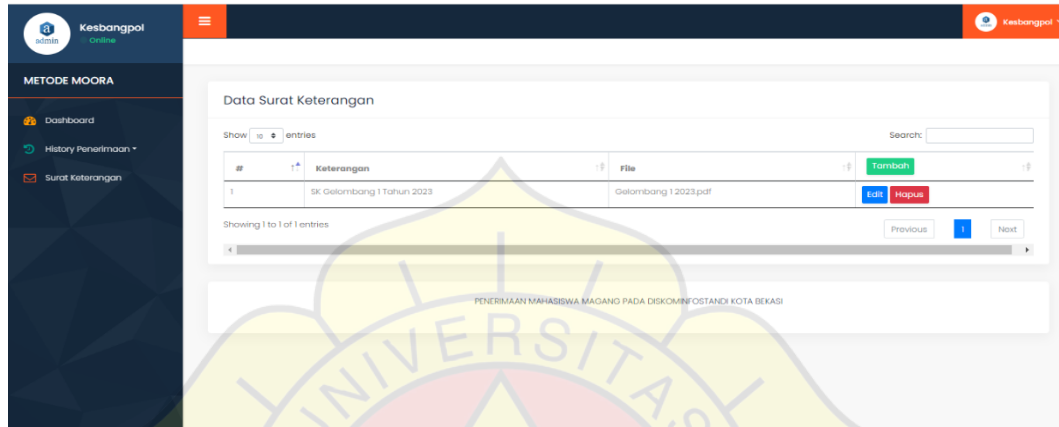 a
admin
Kesbangpol
Online
METODE MOORA
Dashboard
History Penerimaan
Surat Keterangan
Kesbangpol
Data Surat Keterangan
Show 10 entries
Search:
# Keterangan File Tambah
1 SK Gelombang 1 Tahun 2023 Gelombang 1 2023.pdf Edit Hapus
Showing 1 to 1 of 1 entries
Previous 1 Next
PENERIMAAN MAHASISWA MAGANG PADA DISKOMINFOSTANDI KOTA BEKASI
UNIVERSITAS